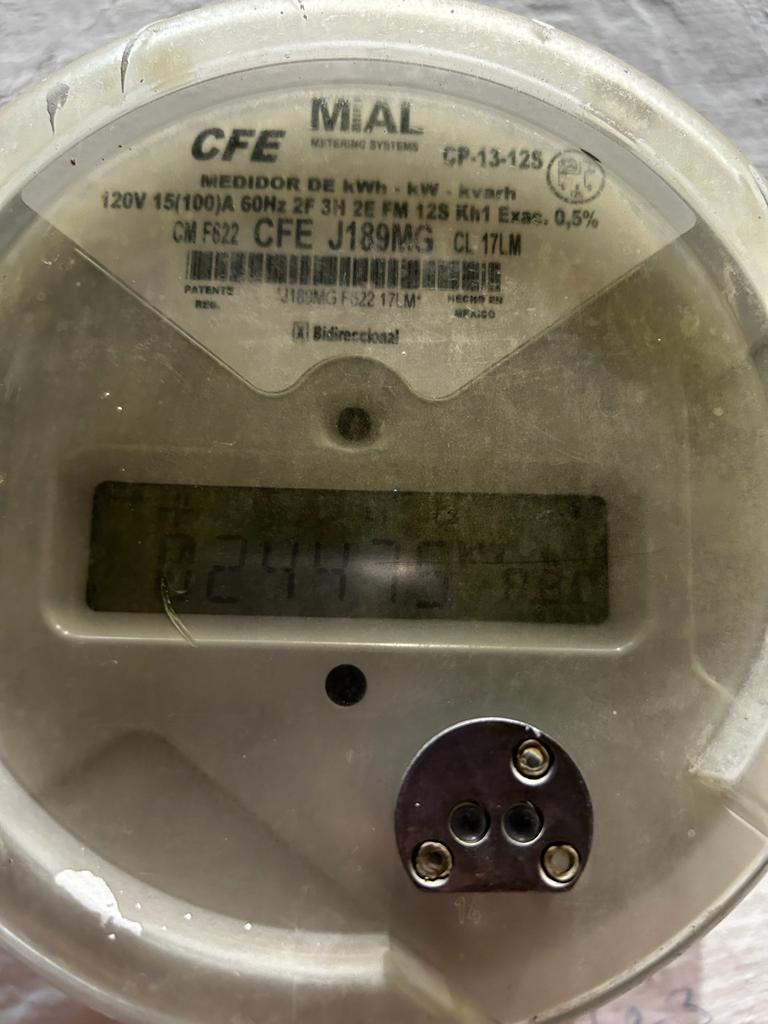 MIAL
METERING SYSTEMS
CFE
CP-13-12S
MEDIDOR DE kWh - kW - kvarh
120V 15(100)A 60Hz 2F 3H 2E FM 12S Kh1 Exac. 0,5%
CM F622 CFE J189MG CL 17LM
PATENTE REG.
*J189MG F622 17LM*
HECHO EN MÉXICO
[X] Bidireccional
024475
14